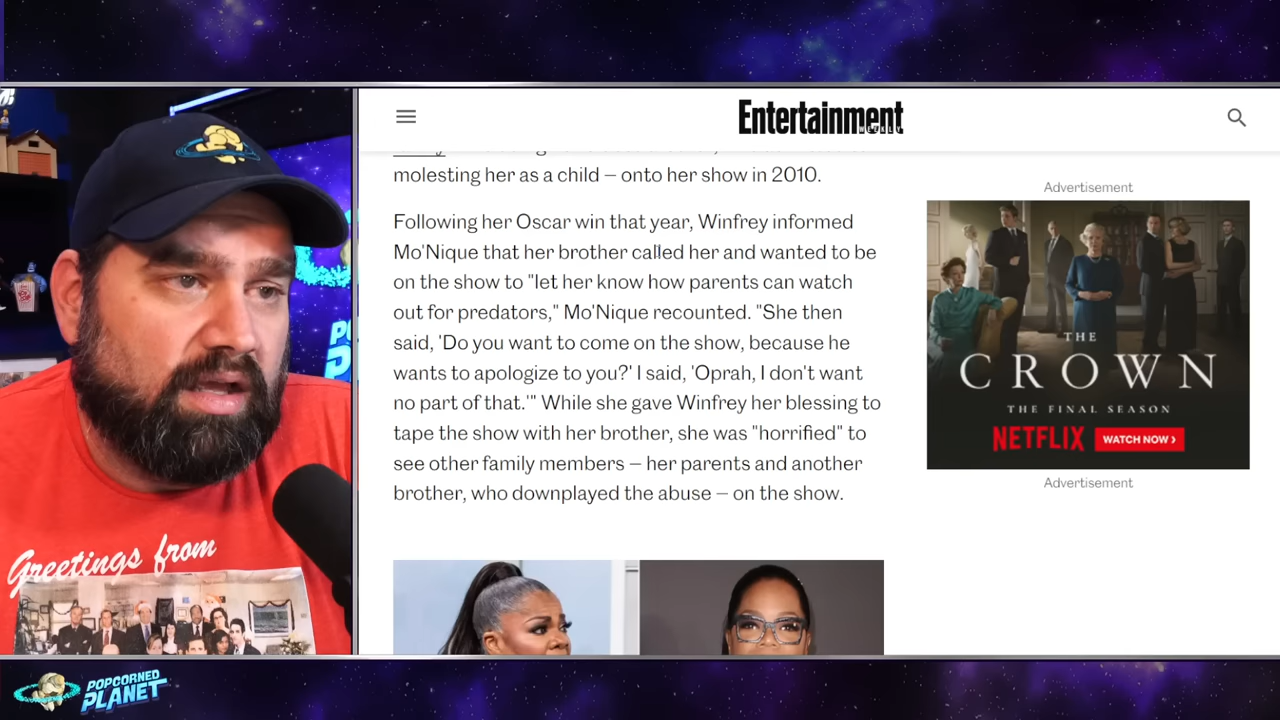 Entertainment
WEEKLY
molesting her as a child – onto her show in 2010.
Following her Oscar win that year, Winfrey informed
Mo'Nique that her brother called her and wanted to be
on the show to "let her know how parents can watch
out for predators," Mo'Nique recounted. "She then
said, 'Do you want to come on the show, because he
wants to apologize to you?' I said, 'Oprah, I don't want
no part of that.'" While she gave Winfrey her blessing to
tape the show with her brother, she was "horrified" to
see other family members – her parents and another
brother, who downplayed the abuse – on the show.
Advertisement
THE
CROWN
THE FINAL SEASON
NETFLIX
WATCH NOW ›
Advertisement
Greetings from
POPCORNED
PLANET